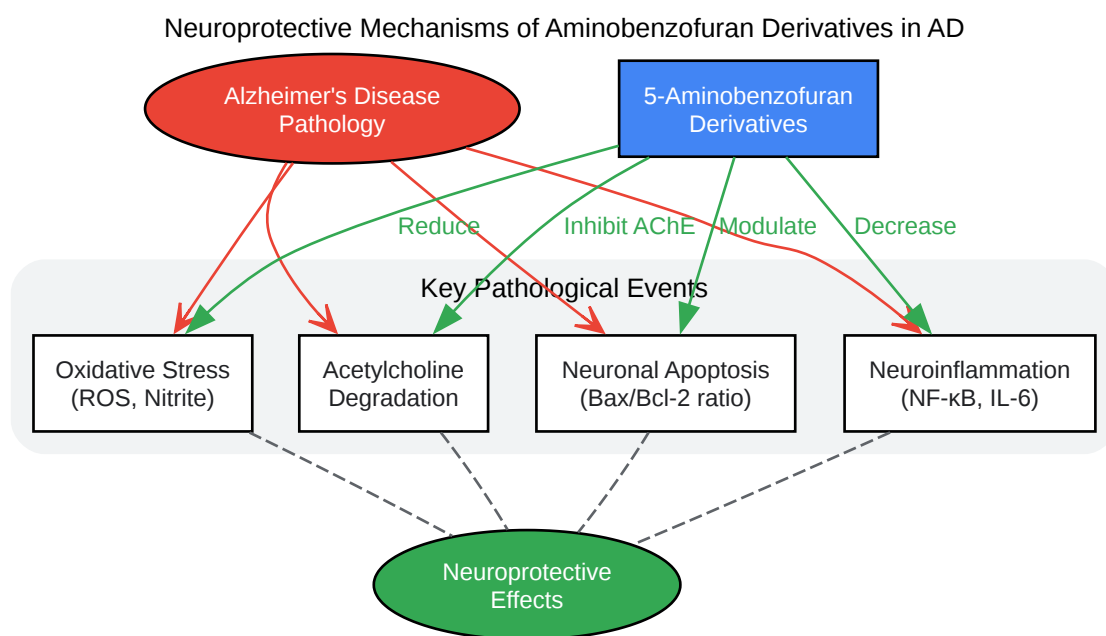 Neuroprotective Mechanisms of Aminobenzofuran Derivatives in AD
Alzheimer's Disease
Pathology
5-Aminobenzofuran
Derivatives
Reduce
Inhibit AChE
Modulate
Decrease
Key Pathological Events
Oxidative Stress
(ROS, Nitrite)
Acetylcholine
Degradation
Neuronal Apoptosis
(Bax/Bcl-2 ratio)
Neuroinflammation
(NF-κB, IL-6)
Neuroprotective
Effects